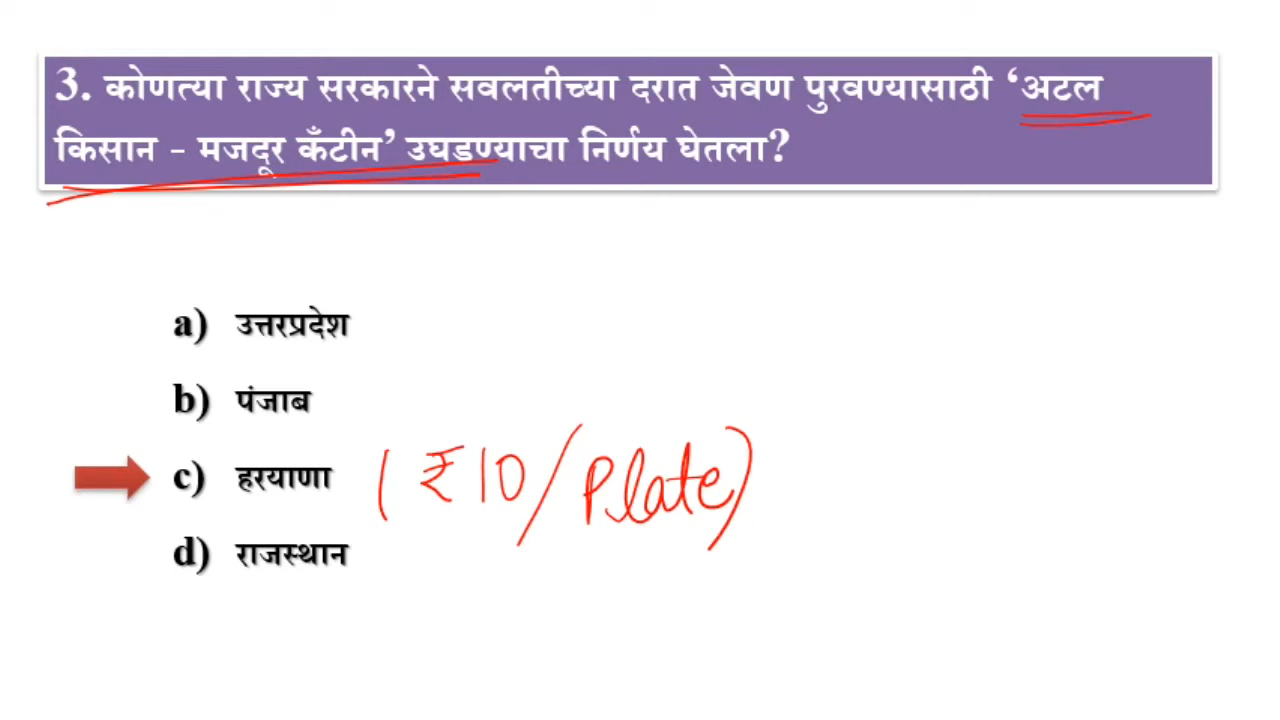 3. कोणत्या राज्य सरकारने सवलतीच्या दरात जेवण पुरवण्यासाठी ‘अटल
किसान - मजदूर कँटीन’ उघडण्याचा निर्णय घेतला?
a) उत्तरप्रदेश
b) पंजाब
c) हरयाणा (₹10/Plate)
d) राजस्थान